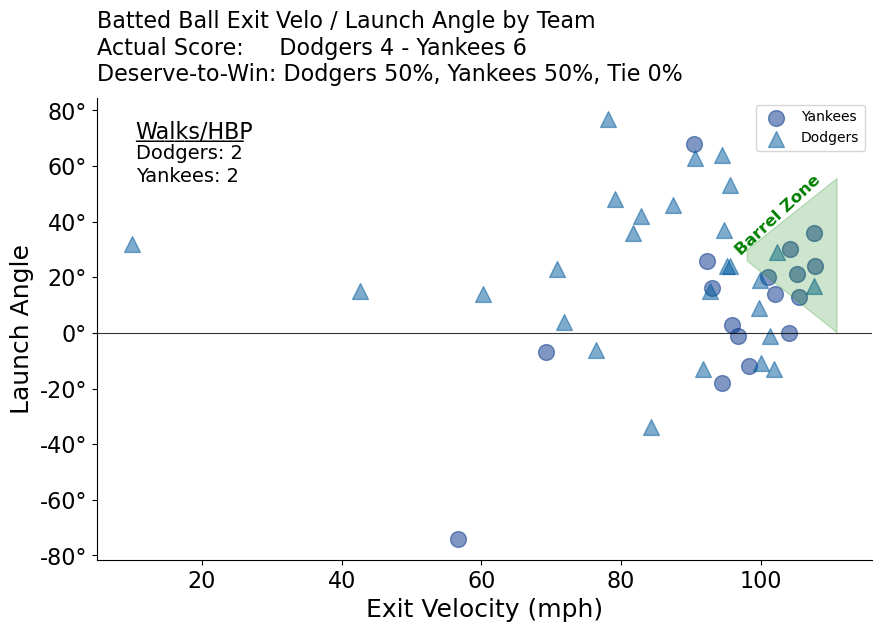 Batted Ball Exit Velo / Launch Angle by Team
Actual Score: Dodgers 4 - Yankees 6
Deserve-to-Win: Dodgers 50%, Yankees 50%, Tie 0%
Walks/HBP
Dodgers: 2
Yankees: 2
Yankees
Dodgers
Barrel Zone
Launch Angle
80°
60°
40°
20°
0°
-20°
-40°
-60°
-80°
20
40
60
80
100
Exit Velocity (mph)